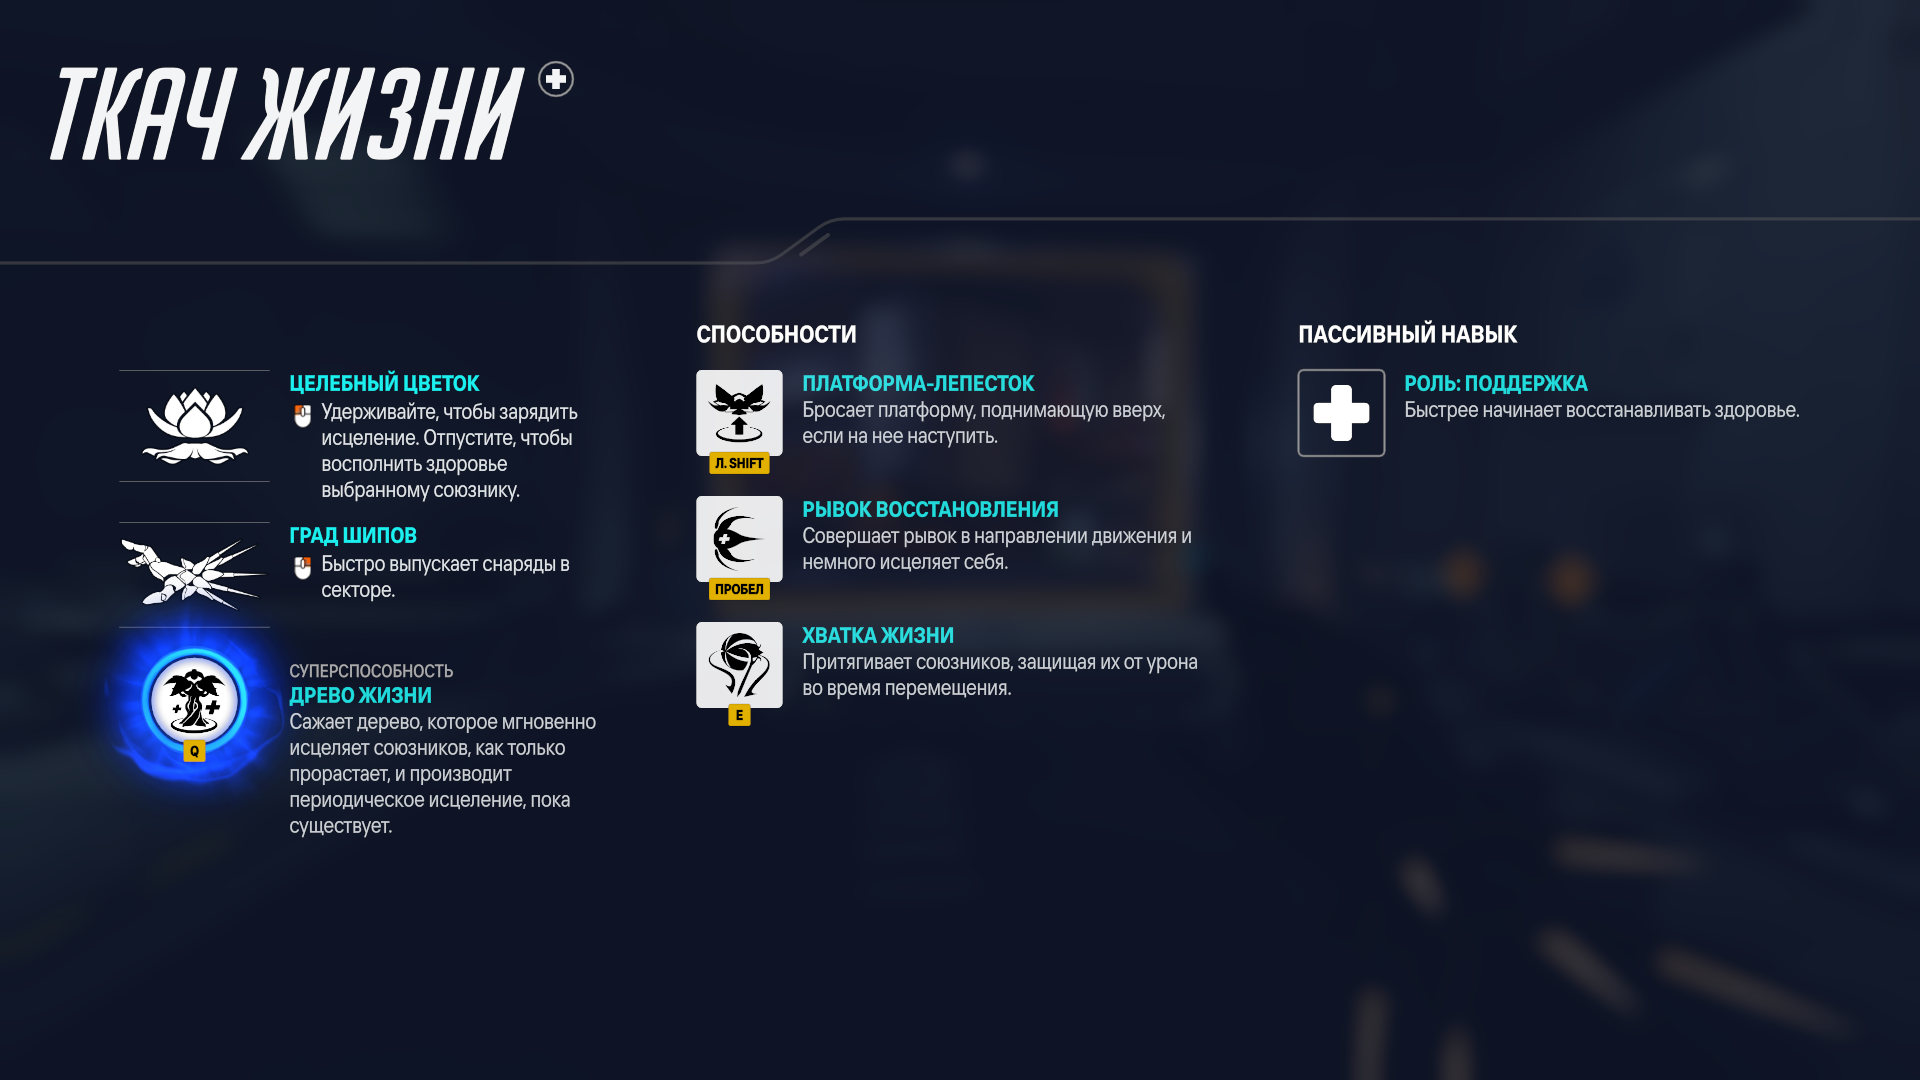 ТКАЧ ЖИЗНИ
ЦЕЛЕБНЫЙ ЦВЕТОК
Удерживайте, чтобы зарядить
исцеление. Отпустите, чтобы
восполнить здоровье
выбранному союзнику.
ГРАД ШИПОВ
Быстро выпускает снаряды в
секторе.
СУПЕРСПОСОБНОСТЬ
ДРЕВО ЖИЗНИ
Q
Сажает дерево, которое мгновенно
исцеляет союзников, как только
прорастает, и производит
периодическое исцеление, пока
существует.
СПОСОБНОСТИ
ПЛАТФОРМА-ЛЕПЕСТОК
Бросает платформу, поднимающую вверх,
если на нее наступить.
Л. SHIFT
РЫВОК ВОССТАНОВЛЕНИЯ
Совершает рывок в направлении движения и
немного исцеляет себя.
ПРОБЕЛ
ХВАТКА ЖИЗНИ
Притягивает союзников, защищая их от урона
во время перемещения.
E
ПАССИВНЫЙ НАВЫК
РОЛЬ: ПОДДЕРЖКА
Быстрее начинает восстанавливать здоровье.